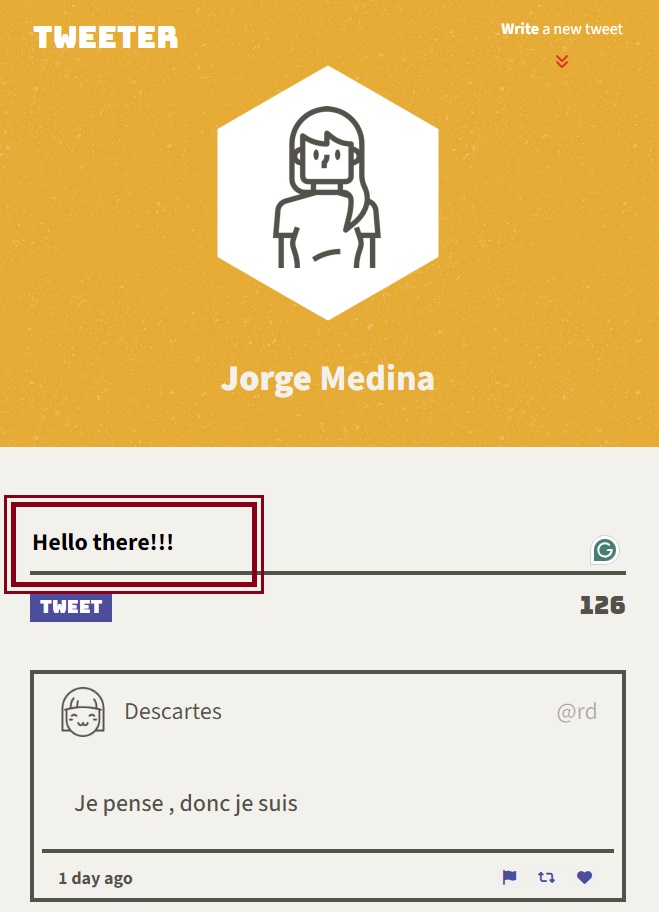 TWEETER
Write a new tweet
Jorge Medina
Hello there!!!
TWEET
126
Descartes
@rd
Je pense , donc je suis
1 day ago